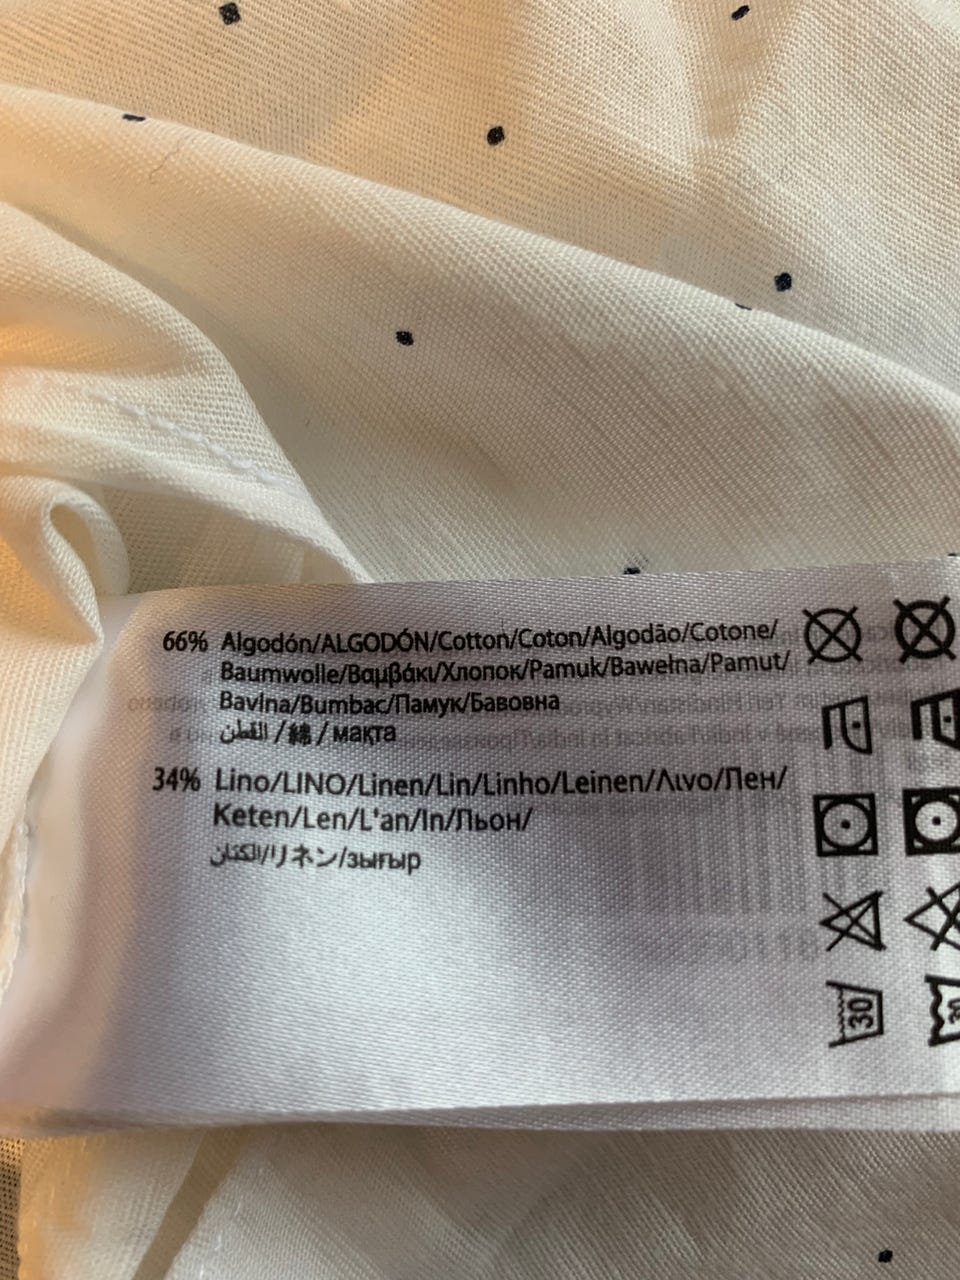 66% Algodón/ALGODÓN/Cotton/Coton/Algodão/Cotone/
Baumwolle/Βαμβάκι/Хлопок/Pamuk/Bawełna/Pamut/
Bavlna/Bumbac/Памук/Бавовна
القطن/綿/мақта
34% Lino/LINO/Linen/Lin/Linho/Leinen/Λινο/Лен/
Keten/Len/L'an/In/Льон/
الكتان/リネン/зығыр
30
30